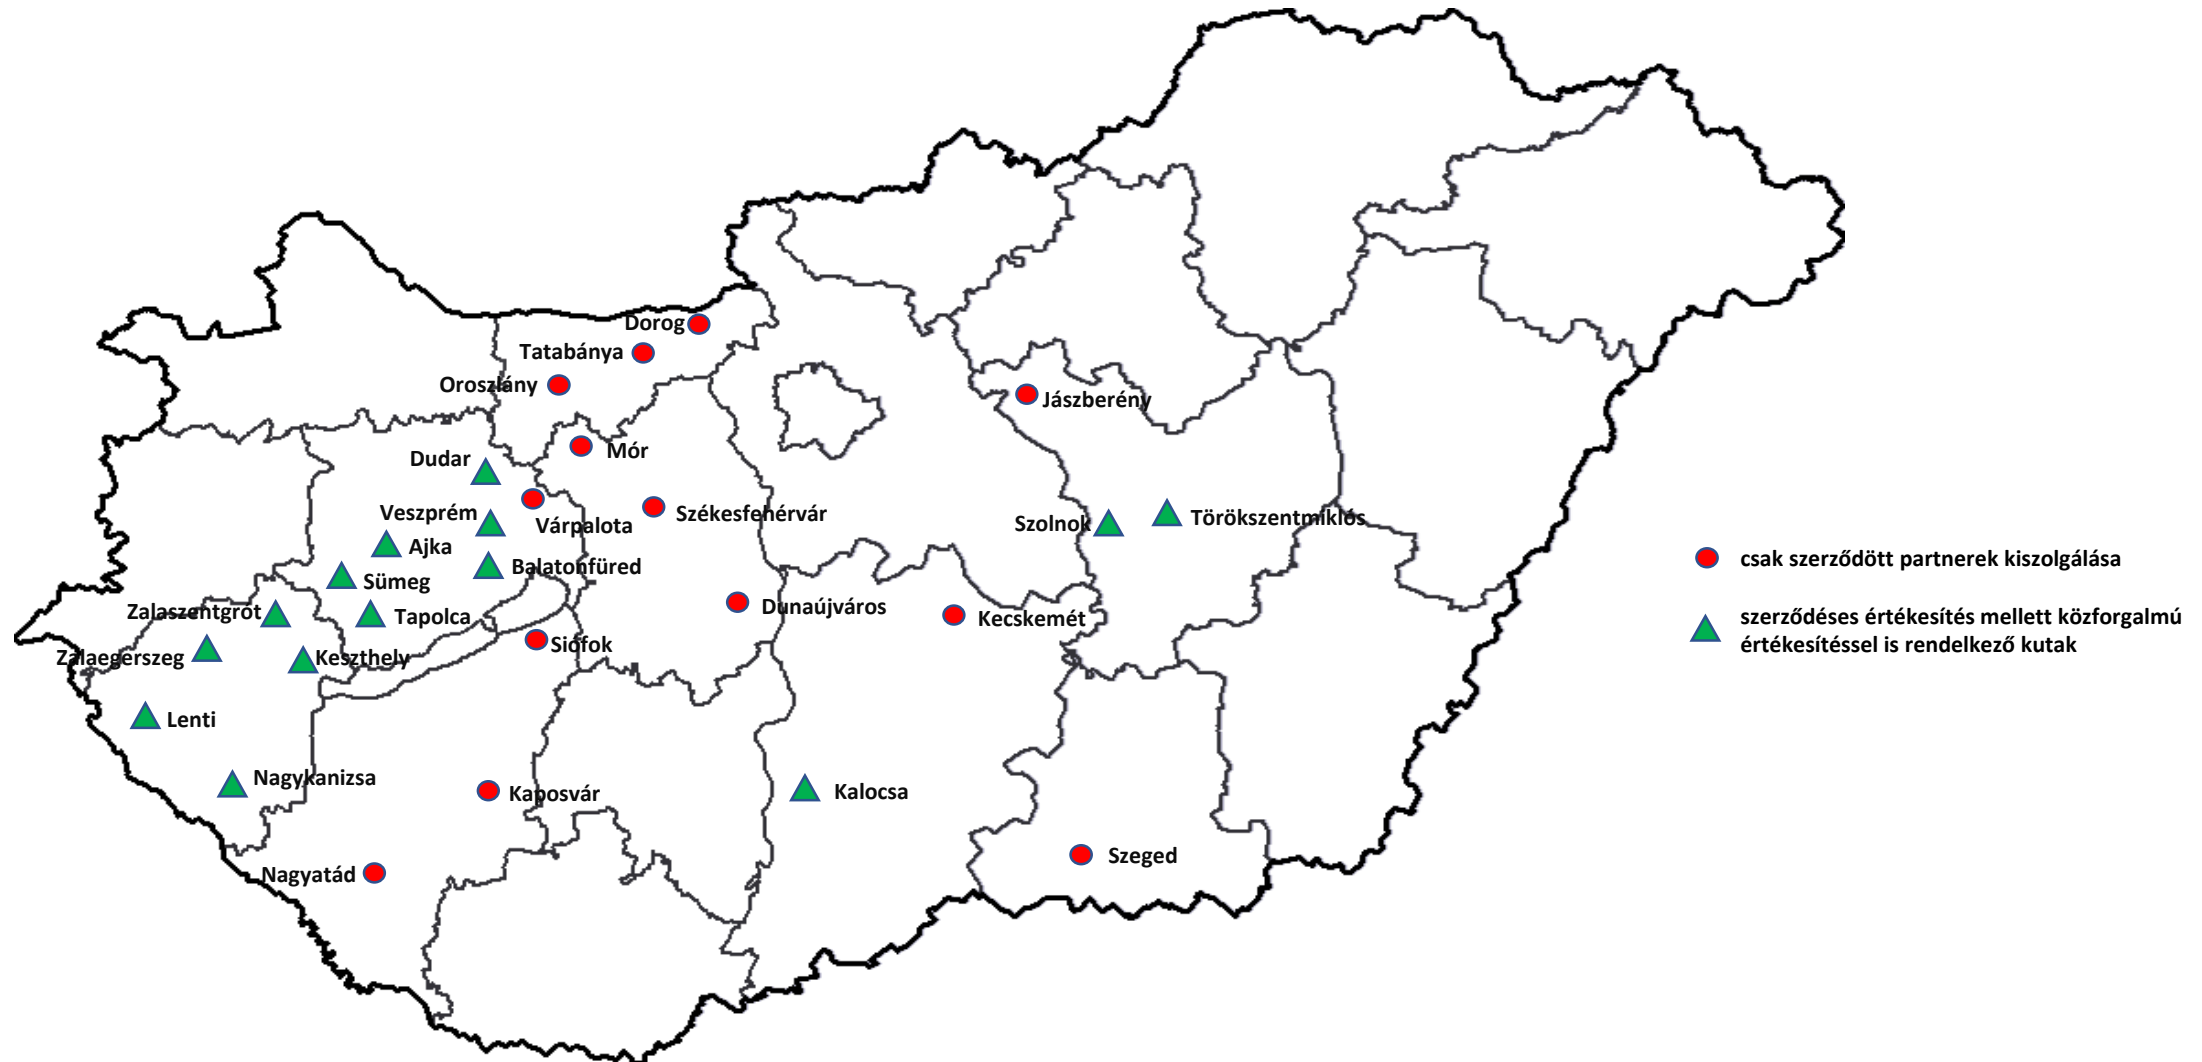 Dorog
Tatabánya
Oroszlány
Jászberény
Mór
Dudar
Veszprém
Várpalota
Székesfehérvár
Szolnok
Törökszentmiklós
Ajka
Balatonfüred
Sümeg
Zalaszentgrót
Tapolca
Dunaújváros
Kecskemét
Siófok
Zalaegerszeg
Keszthely
Lenti
Nagykanizsa
Kaposvár
Kalocsa
Nagyatád
Szeged
csak szerződött partnerek kiszolgálása
szerződéses értékesítés mellett közforgalmú
értékesítéssel is rendelkező kutak